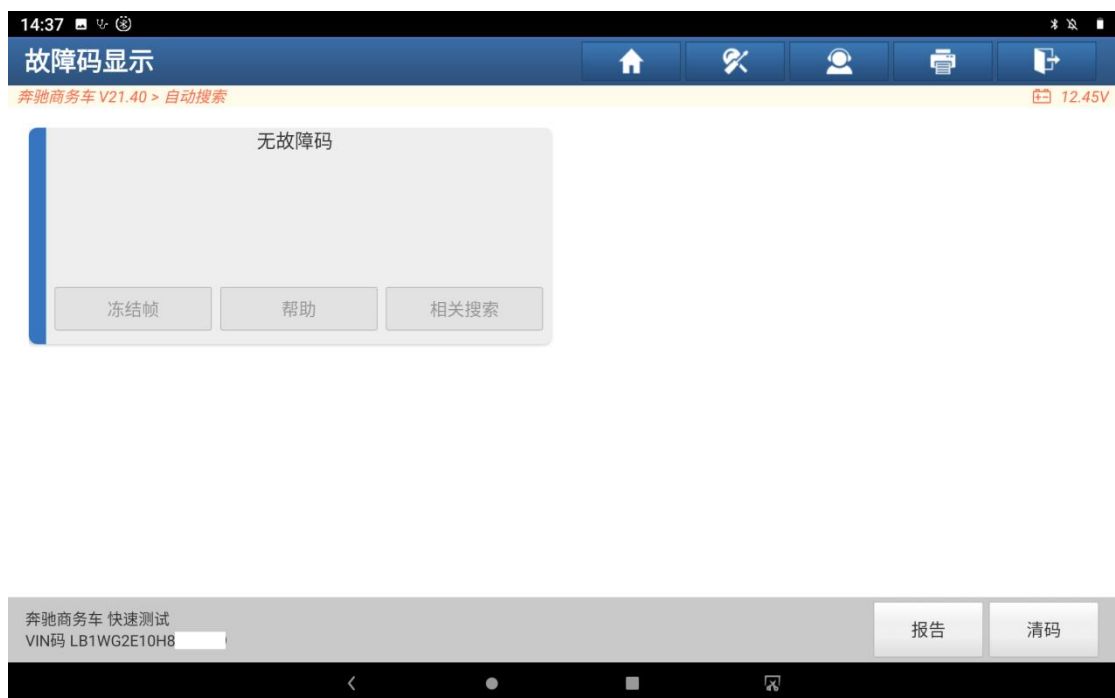 14:37
故障码显示
奔驰商务车 V21.40 > 自动搜索
12.45V
无故障码
冻结帧
帮助
相关搜索
奔驰商务车 快速测试
VIN码 LB1WG2E10H8
报告
清码